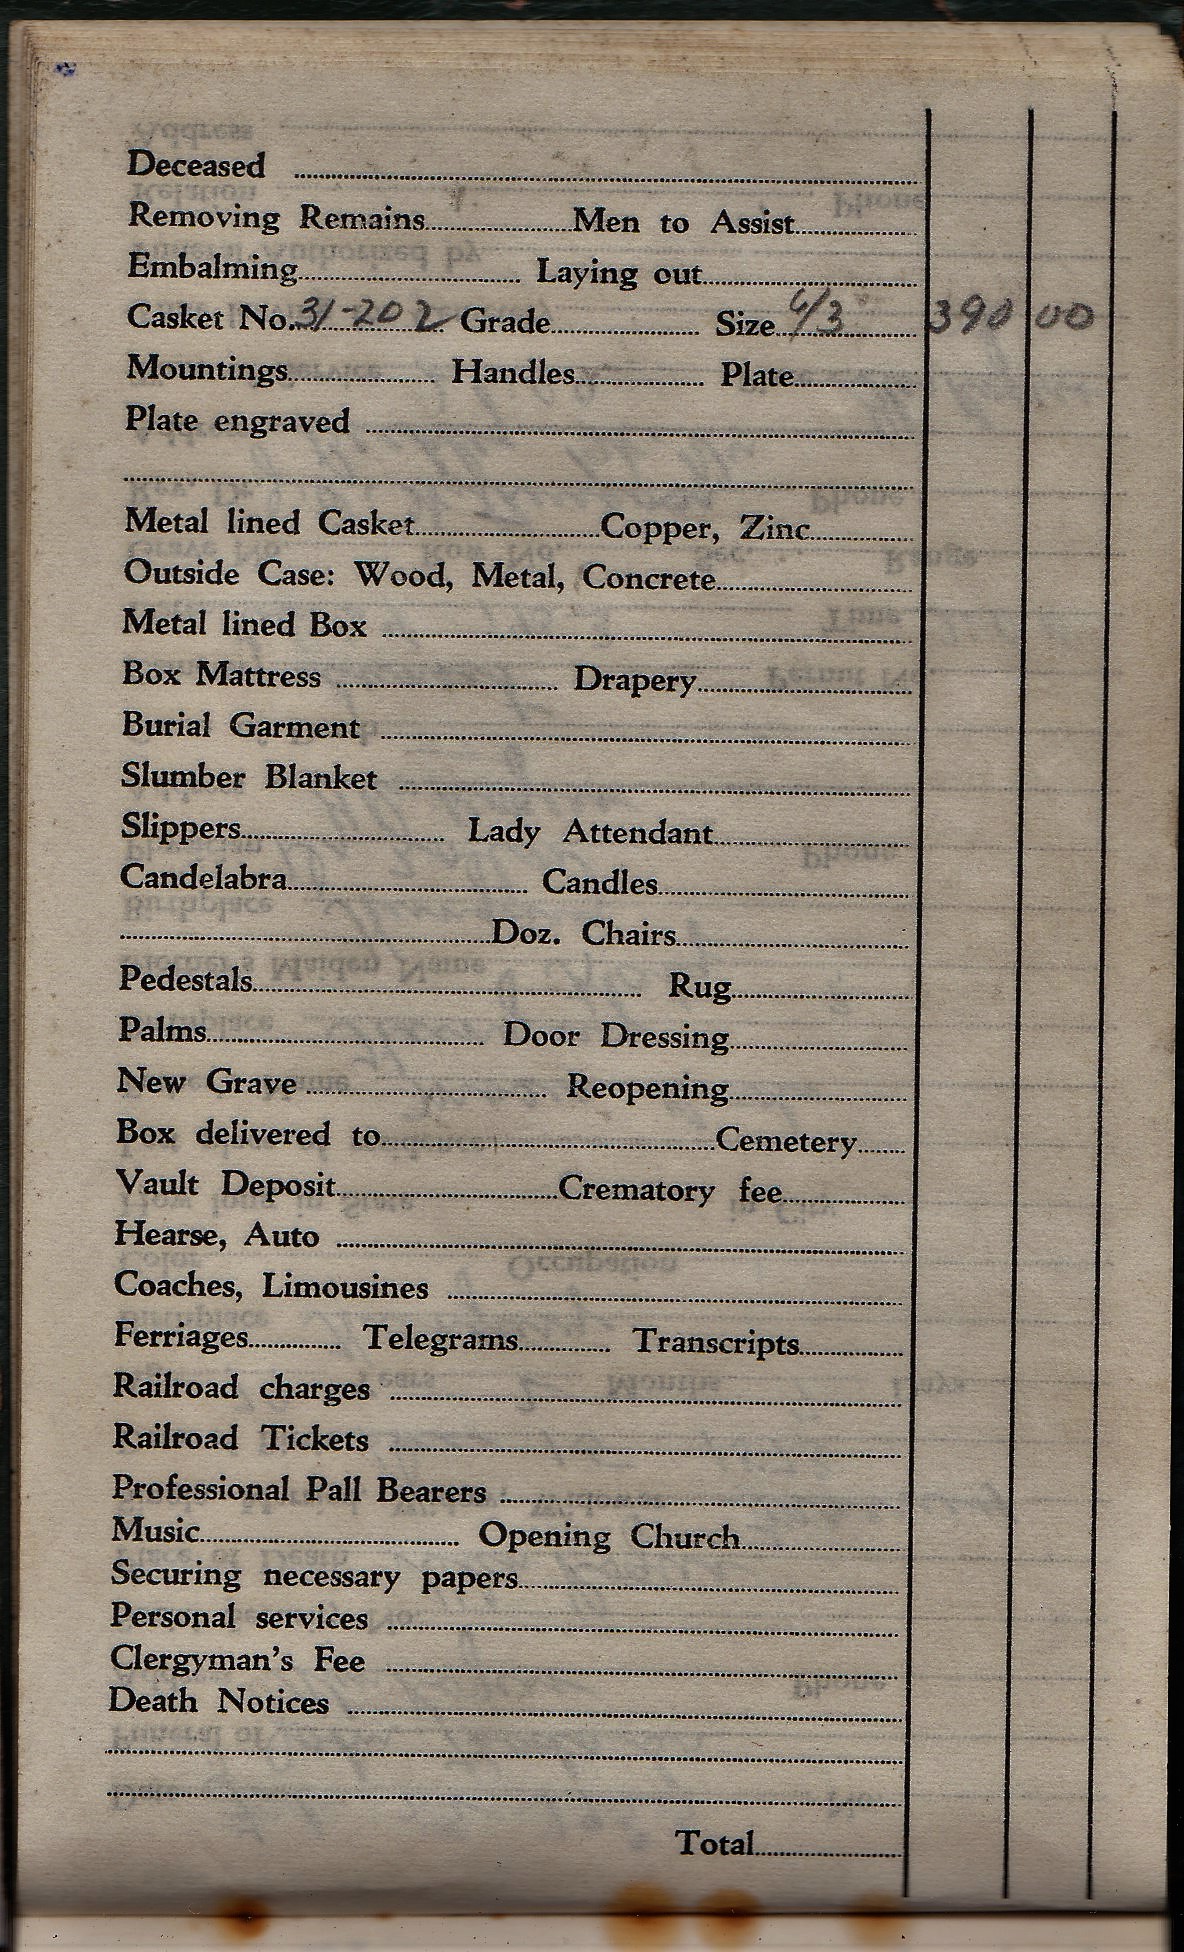 Deceased
Removing Remains Men to Assist
Embalming Laying out
Casket No. 31-202 Grade Size 6/3 390 00
Mountings Handles Plate
Plate engraved
Metal lined Casket Copper, Zinc
Outside Case: Wood, Metal, Concrete
Metal lined Box
Box Mattress Drapery
Burial Garment
Slumber Blanket
Slippers Lady Attendant
Candelabra Candles
Doz. Chairs
Pedestals Rug
Palms Door Dressing
New Grave Reopening
Box delivered to Cemetery
Vault Deposit Crematory fee
Hearse, Auto
Coaches, Limousines
Ferriages Telegrams Transcripts
Railroad charges
Railroad Tickets
Professional Pall Bearers
Music Opening Church
Securing necessary papers
Personal services
Clergyman's Fee
Death Notices
Total